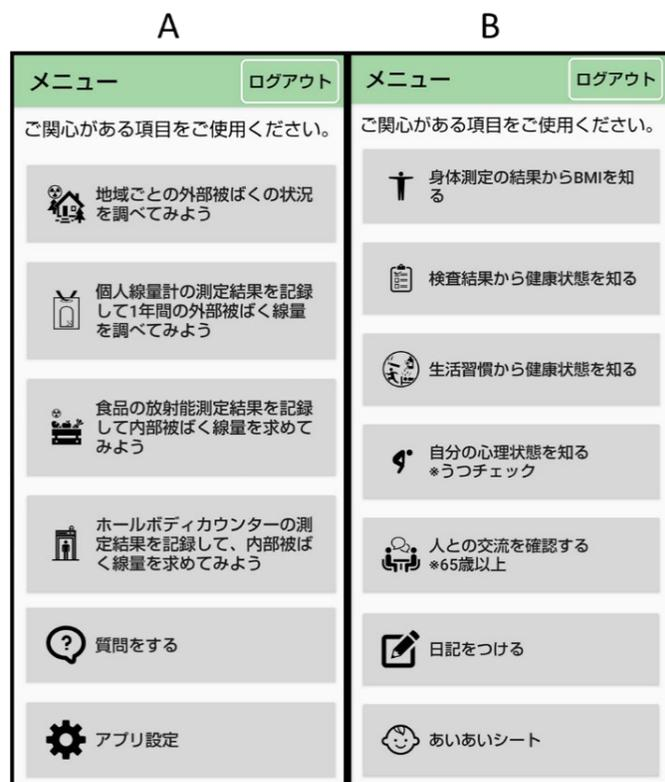 A
メニュー
ログアウト
ご関心がある項目をご使用ください。
地域ごとの外部被ばくの状況
を調べてみよう
個人線量計の測定結果を記録
して1年間の外部被ばく線量
を調べてみよう
食品の放射能測定結果を記録
して内部被ばく線量を求めて
みよう
ホールボディカウンターの測
定結果を記録して、内部被ば
く線量を求めてみよう
質問をする
アプリ設定
B
メニュー
ログアウト
ご関心がある項目をご使用ください。
身体測定の結果からBMIを知
る
検査結果から健康状態を知る
生活習慣から健康状態を知る
自分の心理状態を知る
※うつチェック
人との交流を確認する
※65歳以上
日記をつける
あいあいシート